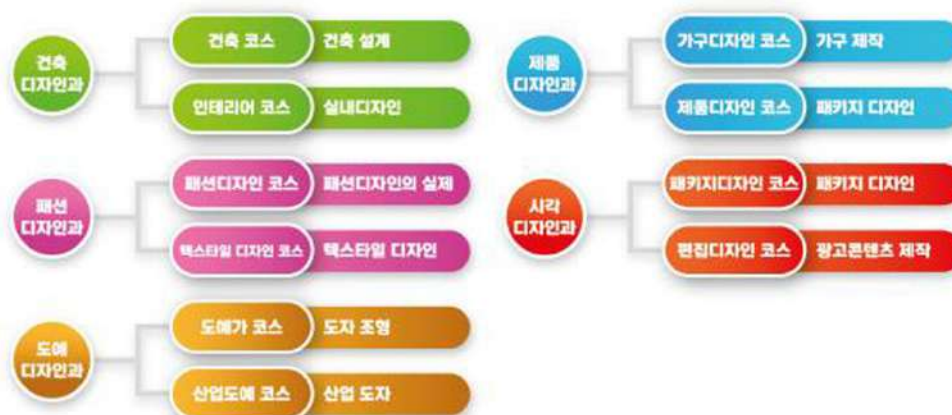 건축
디자인과
건축 코스
건축 설계
인테리어 코스
실내디자인
패션
디자인과
패션디자인 코스
패션디자인의 실제
텍스타일 디자인 코스
텍스타일 디자인
도예
디자인과
도예가 코스
도자 조형
산업도예 코스
산업 도자
제품
디자인과
가구디자인 코스
가구 제작
제품디자인 코스
패키지 디자인
시각
디자인과
패키지디자인 코스
패키지 디자인
편집디자인 코스
광고콘텐츠 제작